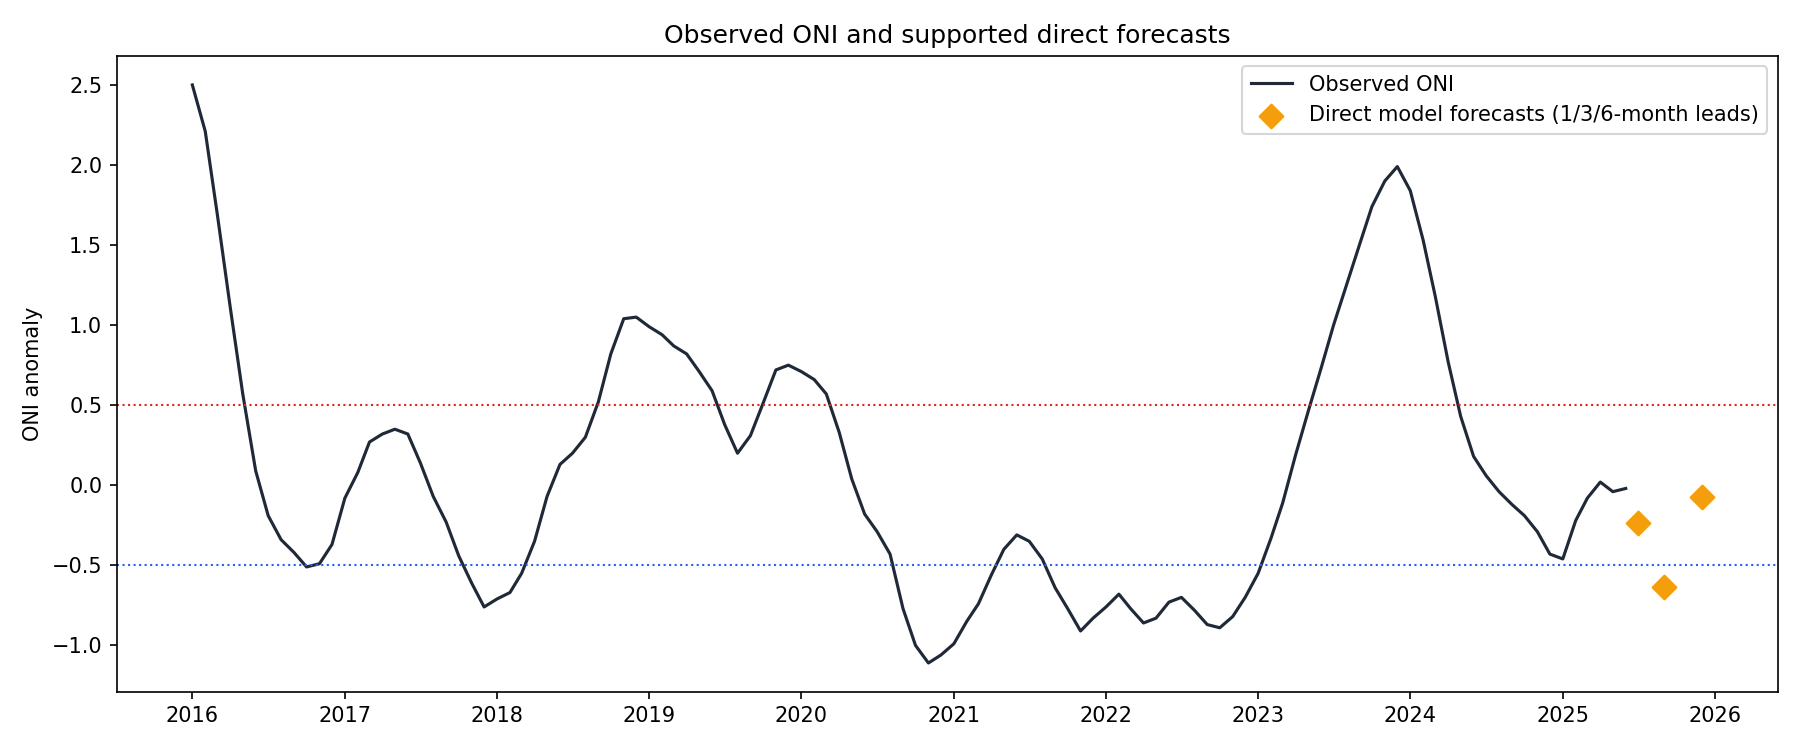 Observed ONI and supported direct forecasts
Observed ONI
Direct model forecasts (1/3/6-month leads)
ONI anomaly
2.5
2.0
1.5
1.0
0.5
0.0
−0.5
−1.0
2016 2017 2018 2019 2020 2021 2022 2023 2024 2025 2026